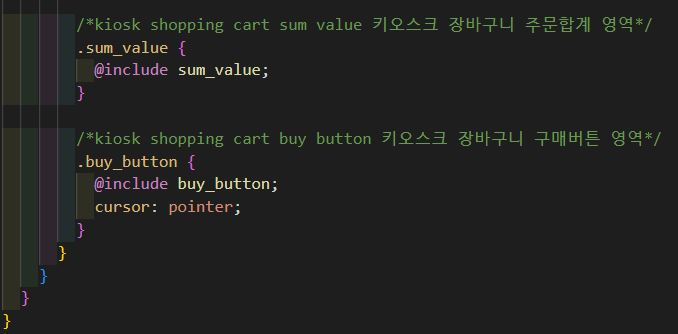 /*kiosk shopping cart sum value 키오스크 장바구니 주문합계 영역*/
.sum_value {
@include sum_value;
}
/*kiosk shopping cart buy button 키오스크 장바구니 구매버튼 영역*/
.buy_button {
@include buy_button;
cursor: pointer;
}
}
}
}
}